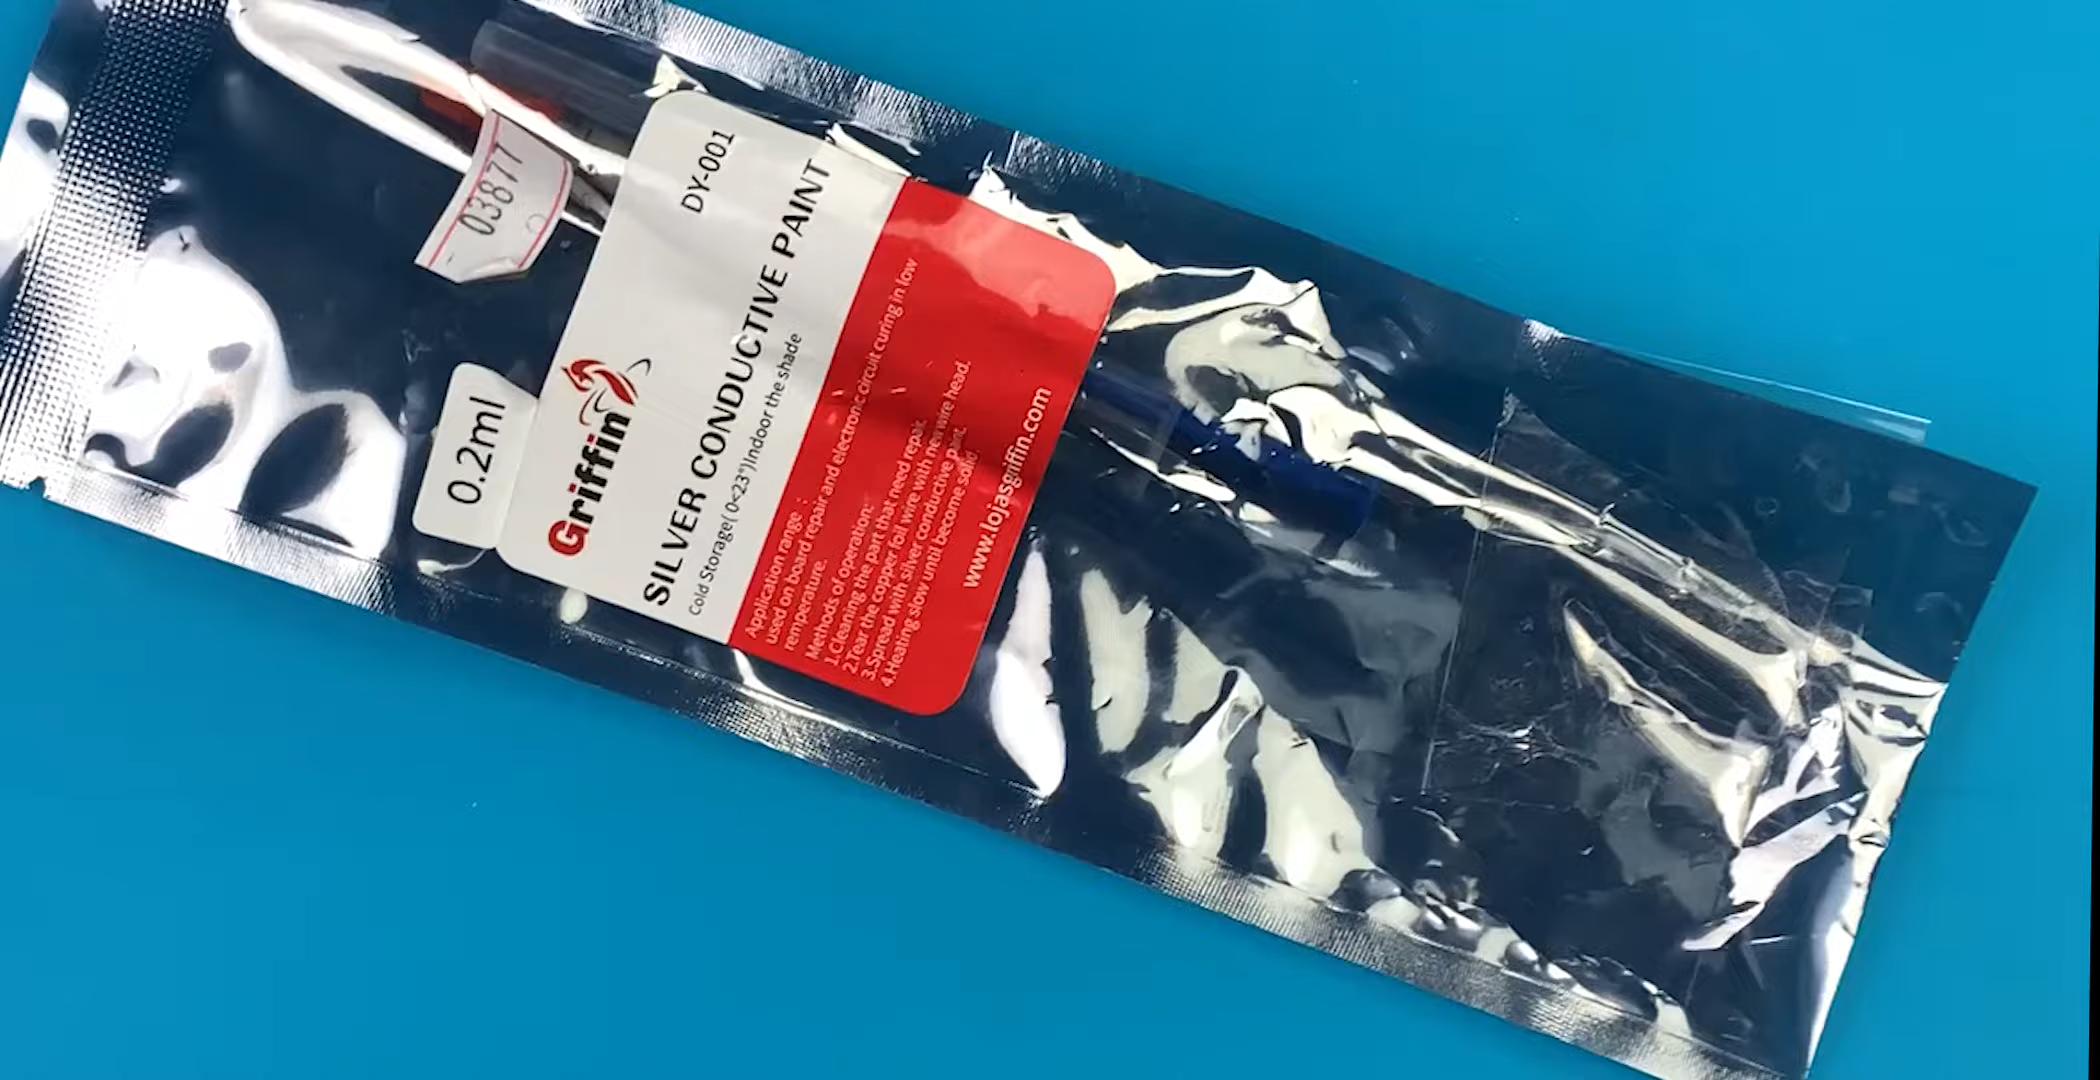 03877
0.2ml
DY-001
Griffin
SILVER CONDUCTIVE PAINT
Cold Storage( 0<23°)Indoor the shade
Application range :
used on board repair and electronic circuit curing in low
remperature.
Methods of operation:
1.Cleaning the part that need repair.
2.Tear the copper foil wire with new wire head.
3.Spread with silver conductive paint.
4.Heating slow until become solid
www.lojasgriffin.com